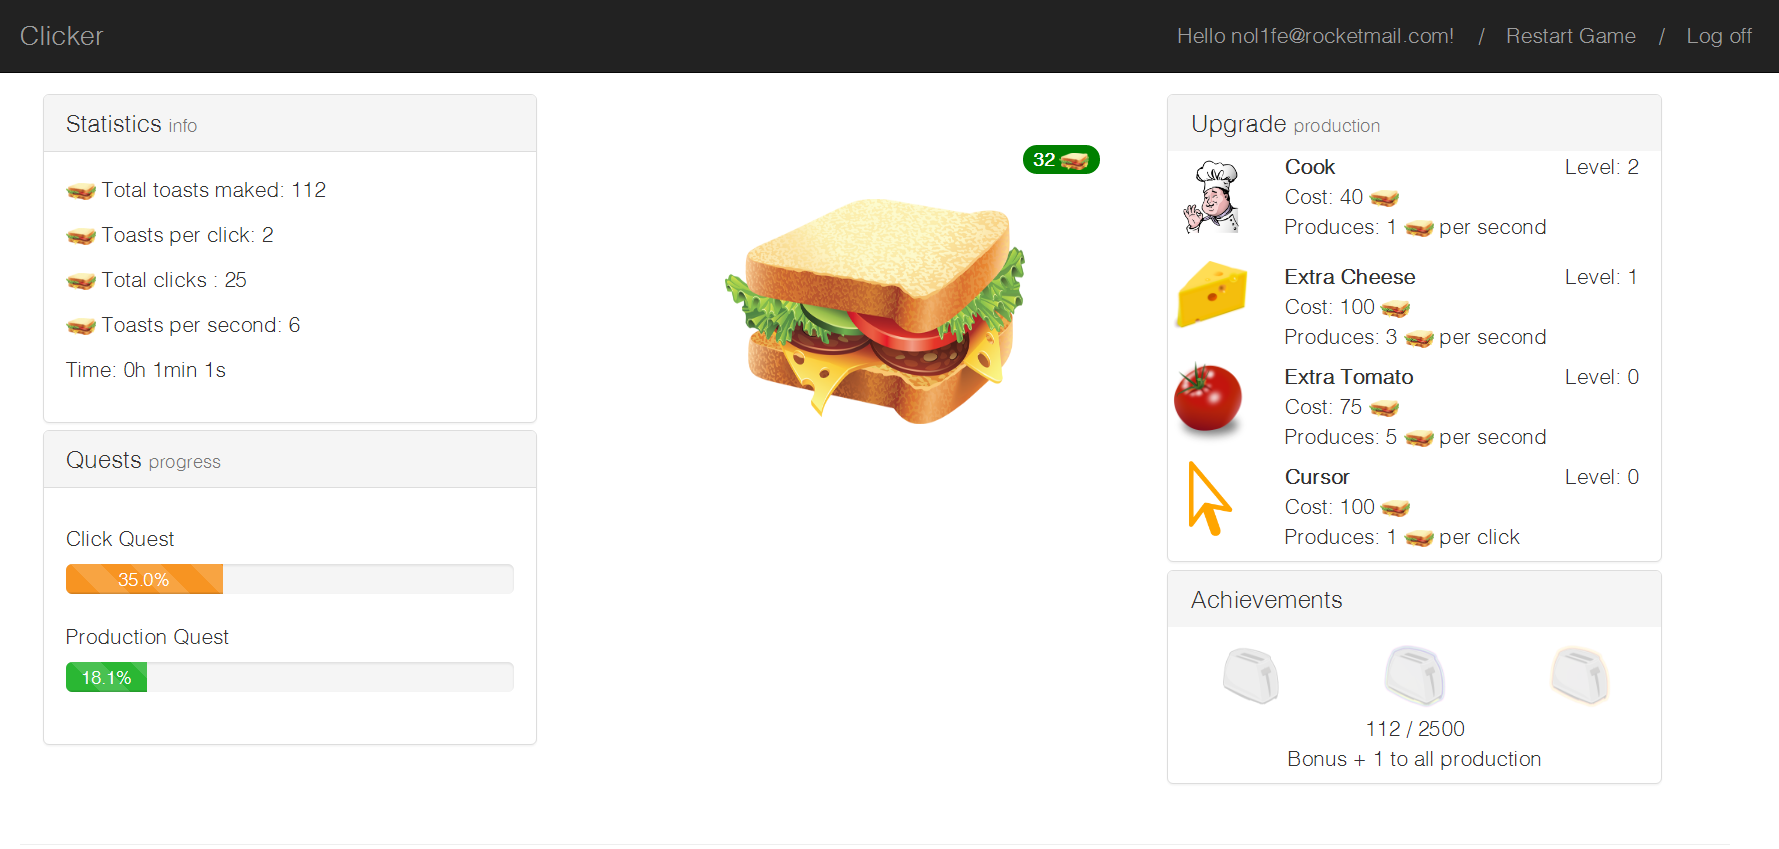 Clicker
Hello nol1fe@rocketmail.com! / Restart Game / Log off
Statistics info
Total toasts maked: 112
Toasts per click: 2
Total clicks : 25
Toasts per second: 6
Time: 0h 1min 1s
Quests progress
Click Quest
35.0%
Production Quest
18.1%
32
Upgrade production
Cook Level: 2
Cost: 40
Produces: 1 per second
Extra Cheese Level: 1
Cost: 100
Produces: 3 per second
Extra Tomato Level: 0
Cost: 75
Produces: 5 per second
Cursor Level: 0
Cost: 100
Produces: 1 per click
Achievements
112 / 2500
Bonus + 1 to all production